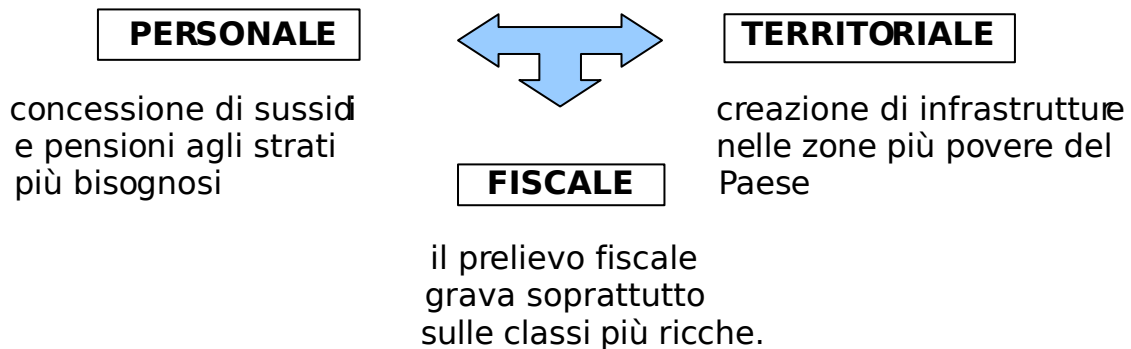 PERSONALE
concessione di sussidi
e pensioni agli strati
più bisognosi
TERRITORIALE
creazione di infrastrutture
nelle zone più povere del
Paese
FISCALE
il prelievo fiscale
grava soprattutto
sulle classi più ricche.